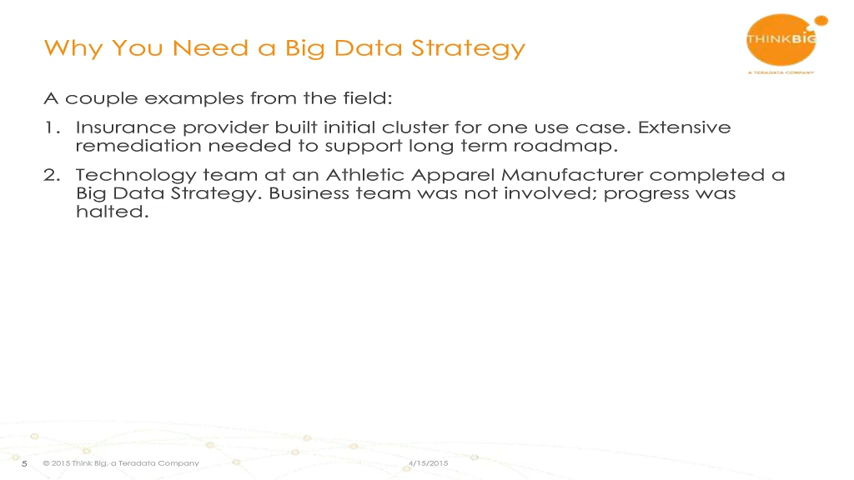 Why You Need a Big Data Strategy
THINKBIG
A TERADATA COMPANY
A couple examples from the field:
1. Insurance provider built initial cluster for one use case. Extensive
remediation needed to support long term roadmap.
2. Technology team at an Athletic Apparel Manufacturer completed a
Big Data Strategy. Business team was not involved; progress was
halted.
5 © 2015 Think Big, a Teradata Company 4/15/2015